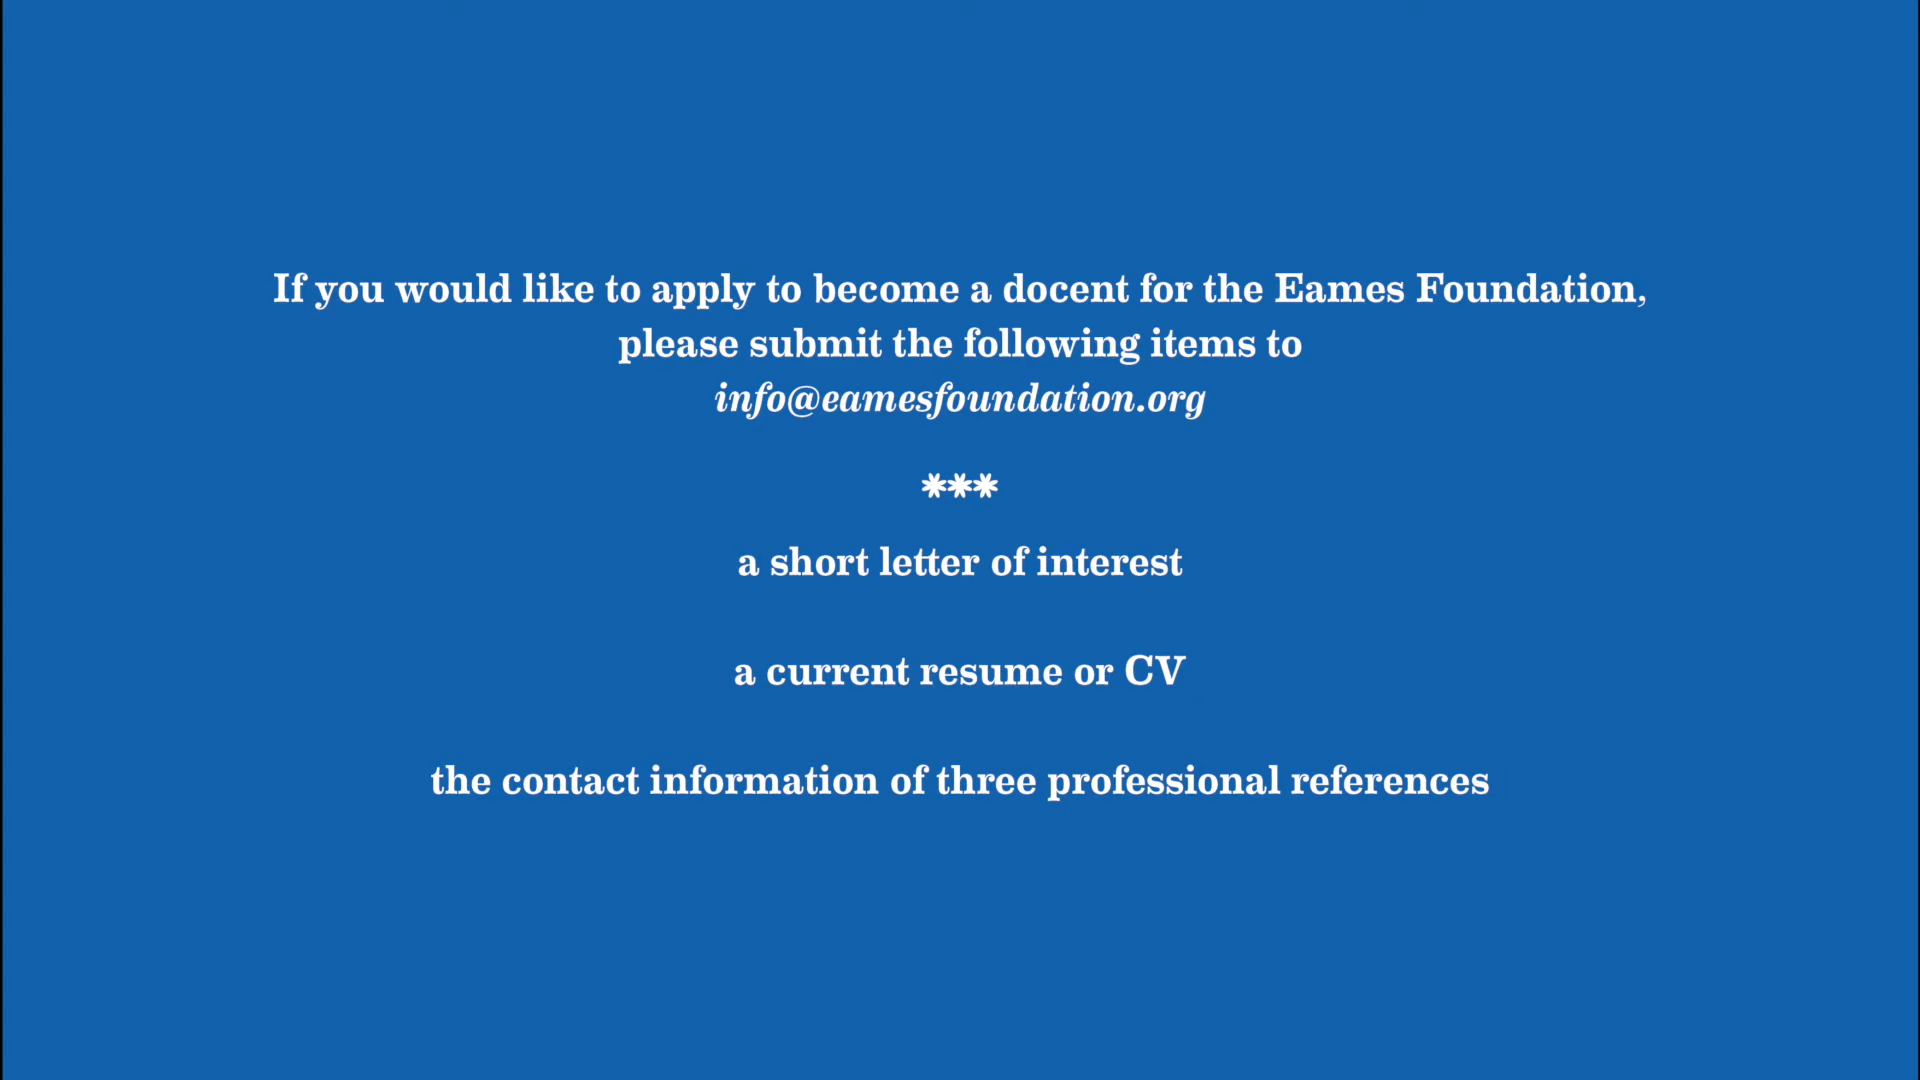 If you would like to apply to become a docent for the Eames Foundation,
please submit the following items to
info@eamesfoundation.org
***
a short letter of interest
a current resume or CV
the contact information of three professional references